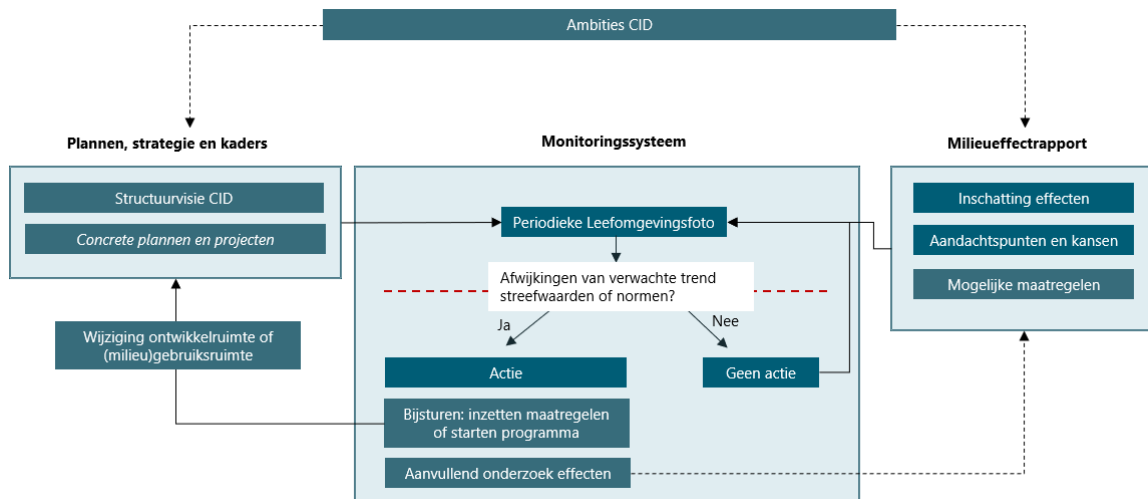 Ambities CID
Plannen, strategie en kaders
Structuurvisie CID
Concrete plannen en projecten
Wijziging ontwikkelruimte of
(milieu)gebruiksruimte
Monitoringssysteem
Periodieke Leefomgevingsfoto
Afwijkingen van verwachte trend
streefwaarden of normen?
Ja
Nee
Actie
Geen actie
Bijsturen: inzetten maatregelen
of starten programma
Aanvullend onderzoek effecten
Milieueffectrapport
Inschatting effecten
Aandachtspunten en kansen
Mogelijke maatregelen